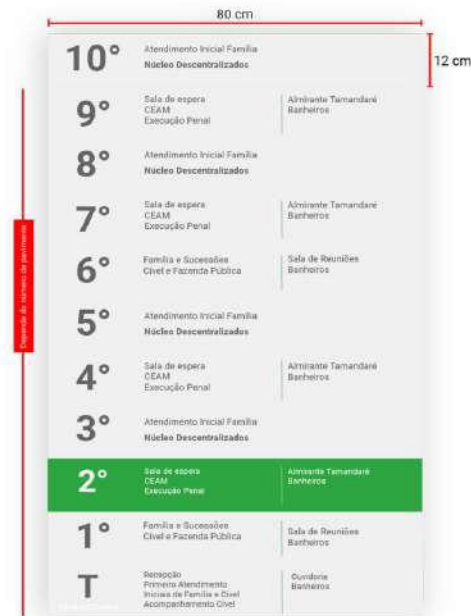 80 cm
12 cm
10°
Atendimento Inicial Família
Núcleo Descentralizados
9°
Sala de espera
CEAM
Execução Penal
Almirante Tamandaré
Banheiros
8°
Atendimento Inicial Família
Núcleo Descentralizados
7°
Sala de espera
CEAM
Execução Penal
Almirante Tamandaré
Banheiros
6°
Família e Sucessões
Cível e Fazenda Pública
Sala de Reuniões
Banheiros
5°
Atendimento Inicial Família
Núcleo Descentralizados
4°
Sala de espera
CEAM
Execução Penal
Almirante Tamandaré
Banheiros
3°
Atendimento Inicial Família
Núcleo Descentralizados
2°
Sala de espera
CEAM
Execução Penal
Almirante Tamandaré
Banheiros
1°
Família e Sucessões
Cível e Fazenda Pública
Sala de Reuniões
Banheiros
T
Recepção
Primeiro Atendimento
Iniciais de Família e Cível
Acompanhamento Cível
Ouvidoria
Banheiros
Depende do número de pavimento